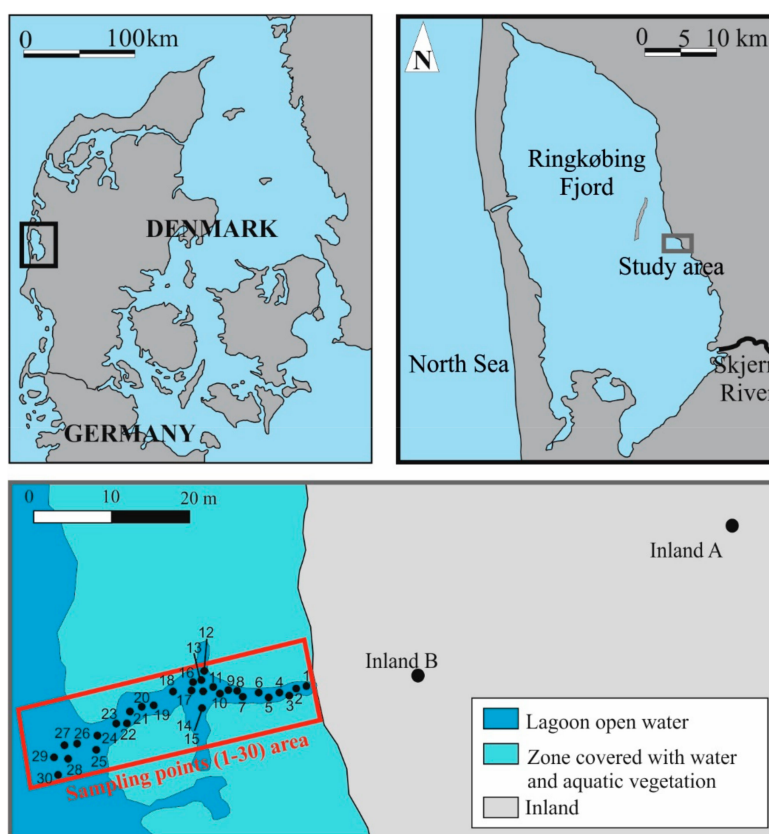 0 100km
DENMARK
GERMANY
N
0 5 10 km
Ringkøbing
Fjord
Study area
North Sea
Skjern
River
0 10 20 m
Inland A
Inland B
12
13
16 11 9 8 6 4 1
18
17 10 7 5 3 2
14
15
20
23 21 19
22
24
27 26
25
29
28
30
Sampling points (1-30) area
Lagoon open water
Zone covered with water
and aquatic vegetation
Inland